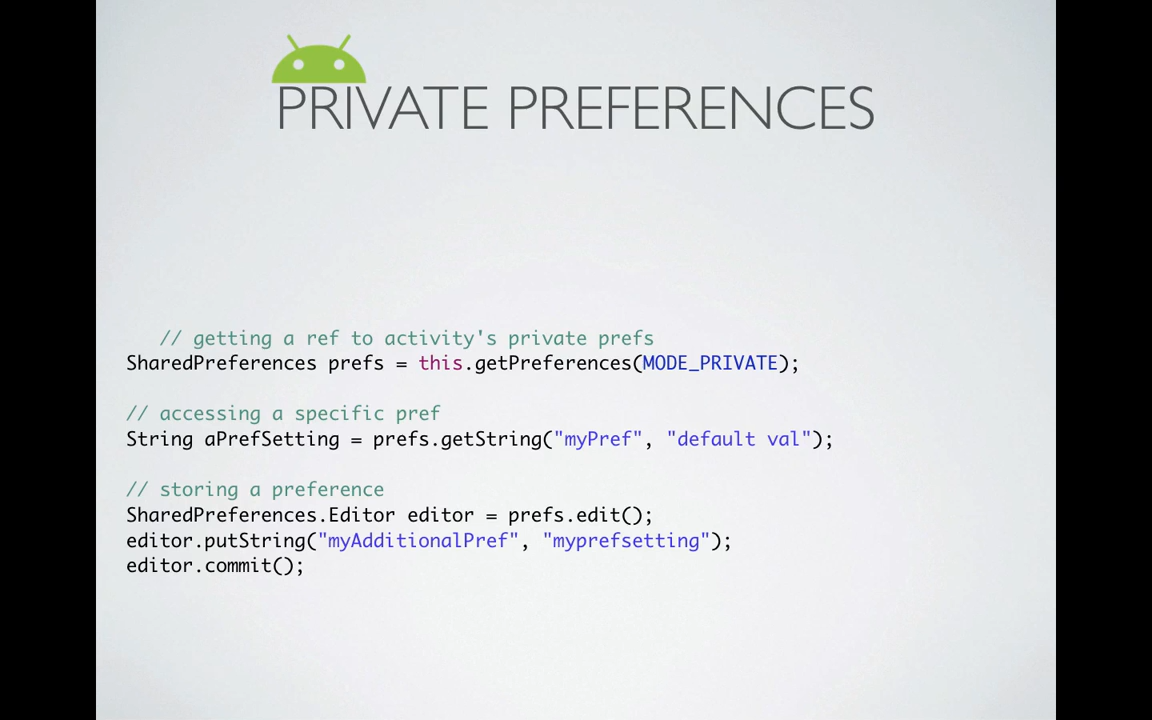 PRIVATE PREFERENCES
// getting a ref to activity's private prefs
SharedPreferences prefs = this.getPreferences(MODE_PRIVATE);
// accessing a specific pref
String aPrefSetting = prefs.getString("myPref", "default val");
// storing a preference
SharedPreferences.Editor editor = prefs.edit();
editor.putString("myAdditionalPref", "myprefsetting");
editor.commit();